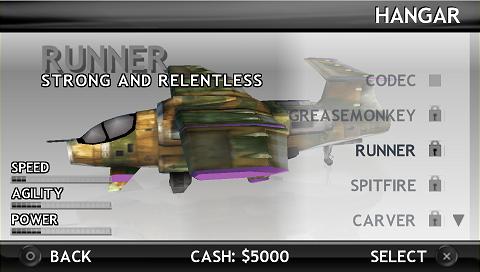 HANGAR
RUNNER
STRONG AND RELENTLESS
CODEC
GREASEMONKEY
RUNNER
SPITFIRE
CARVER
SPEED
AGILITY
POWER
BACK
CASH: $5000
SELECT